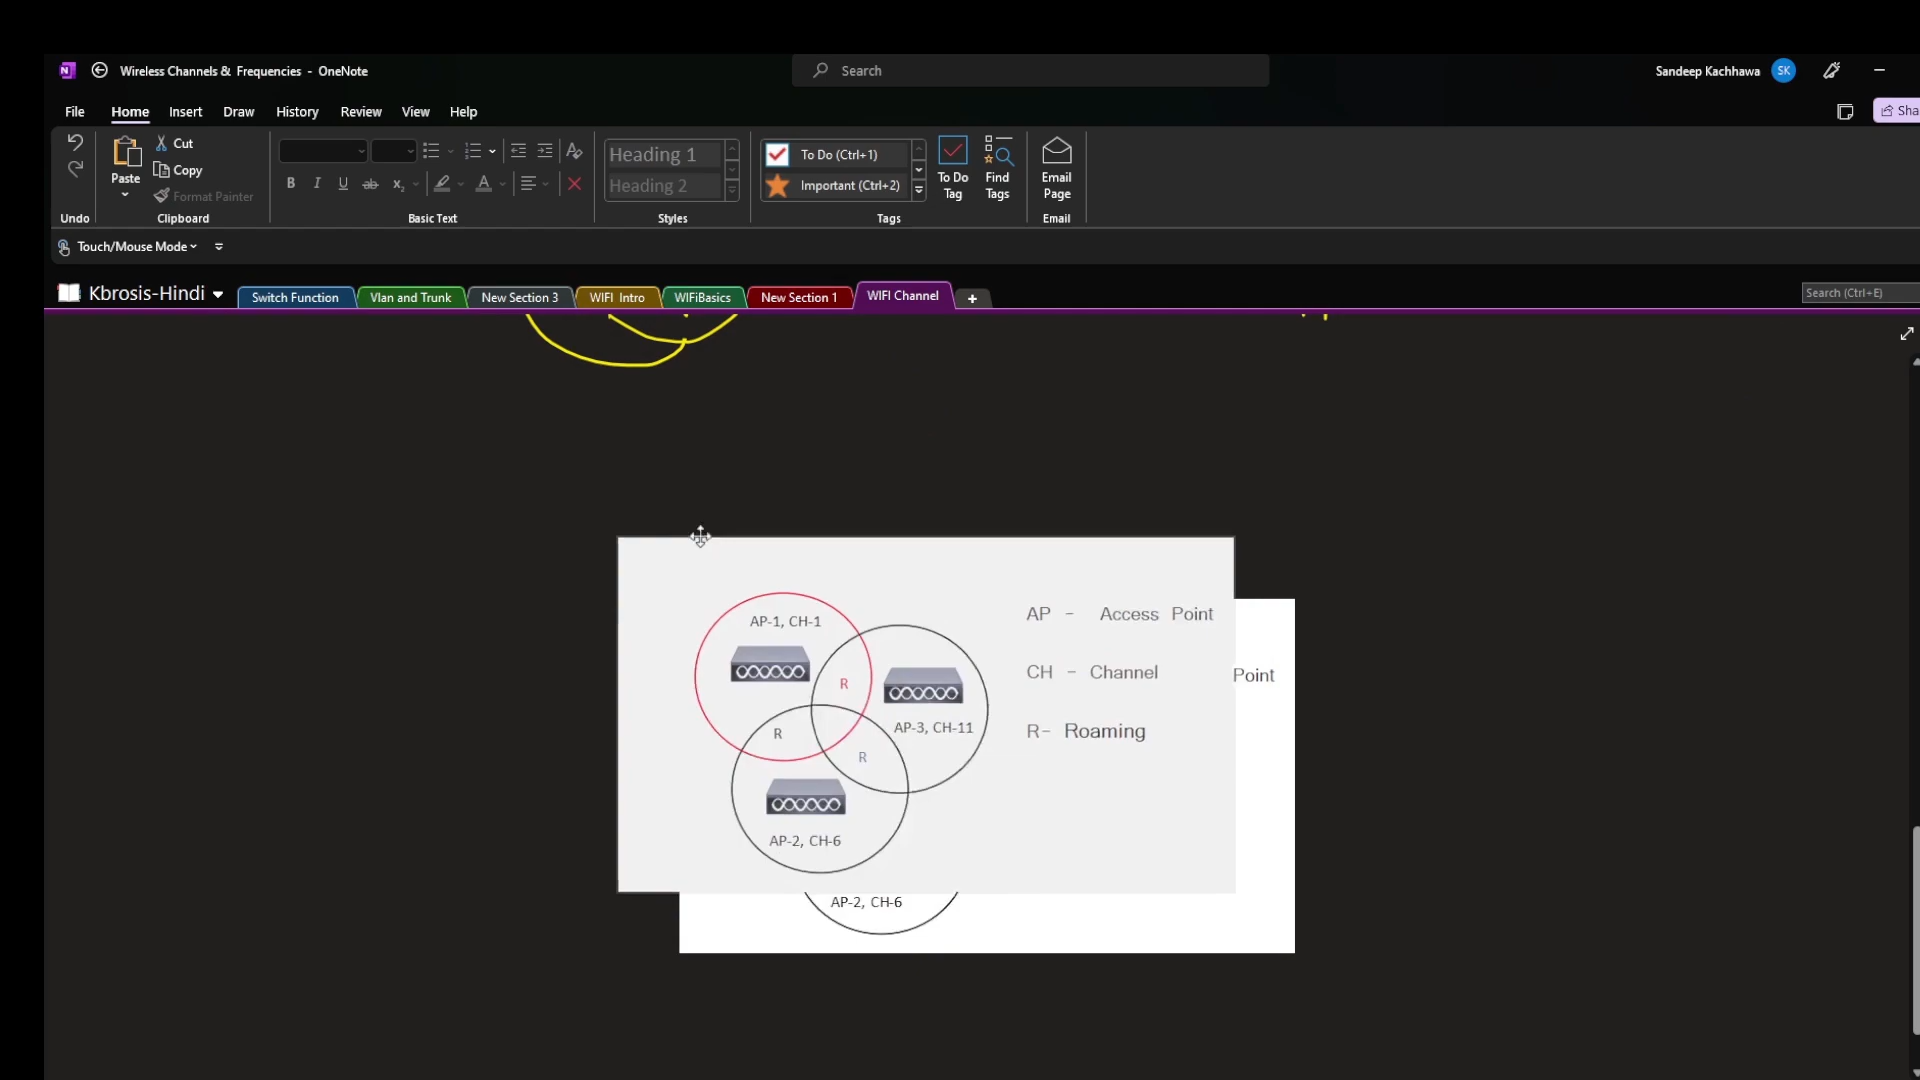 Wireless Channels & Frequencies - OneNote
Search
Sandeep Kachhawa
SK
File Home Insert Draw History Review View Help
Sha
Paste
Cut
Copy
Format Painter
B I U ab x₂ A
Heading 1
Heading 2
To Do (Ctrl+1)
Important (Ctrl+2)
To Do
Tag
Find
Tags
Email
Page
Undo Clipboard Basic Text Styles Tags Email
Touch/Mouse Mode
Kbrosis-Hindi Switch Function Vlan and Trunk New Section 3 WIFI Intro WIFiBasics New Section 1 WIFI Channel
Search (Ctrl+E)
AP-1, CH-1
R
AP-3, CH-11
R
R
AP-2, CH-6
AP - Access Point
CH - Channel
R- Roaming
Point
AP-2, CH-6